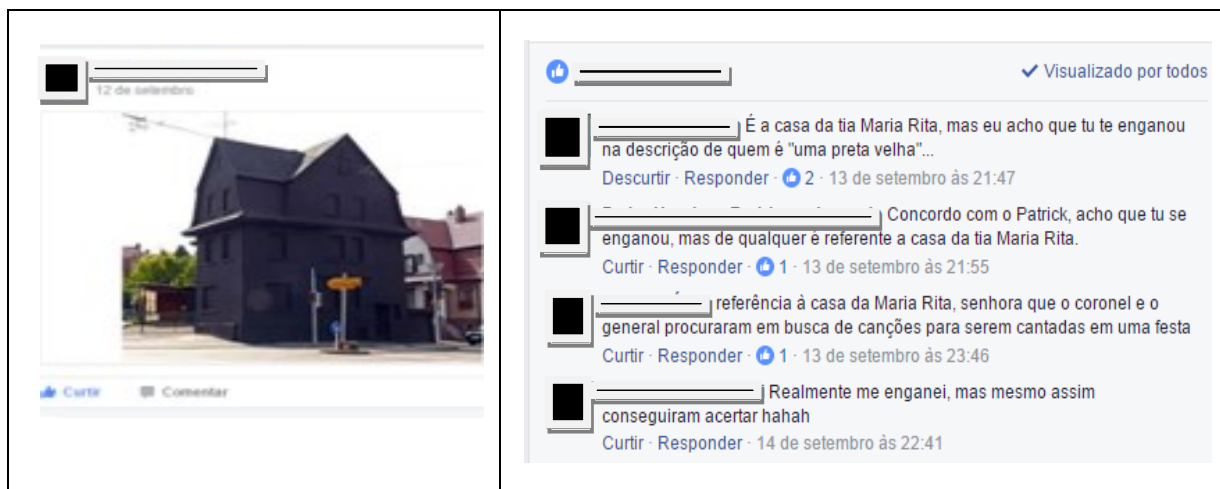 12 de setembro
Curtir Comentar
Visualizado por todos
É a casa da tia Maria Rita, mas eu acho que tu te enganou
na descrição de quem é "uma preta velha"...
Descurtir · Responder · 2 · 13 de setembro às 21:47
Concordo com o Patrick, acho que tu se
enganou, mas de qualquer é referente a casa da tia Maria Rita.
Curtir · Responder · 1 · 13 de setembro às 21:55
referência à casa da Maria Rita, senhora que o coronel e o
general procuraram em busca de canções para serem cantadas em uma festa
Curtir · Responder · 1 · 13 de setembro às 23:46
Realmente me enganei, mas mesmo assim
conseguiram acertar hahah
Curtir · Responder · 14 de setembro às 22:41